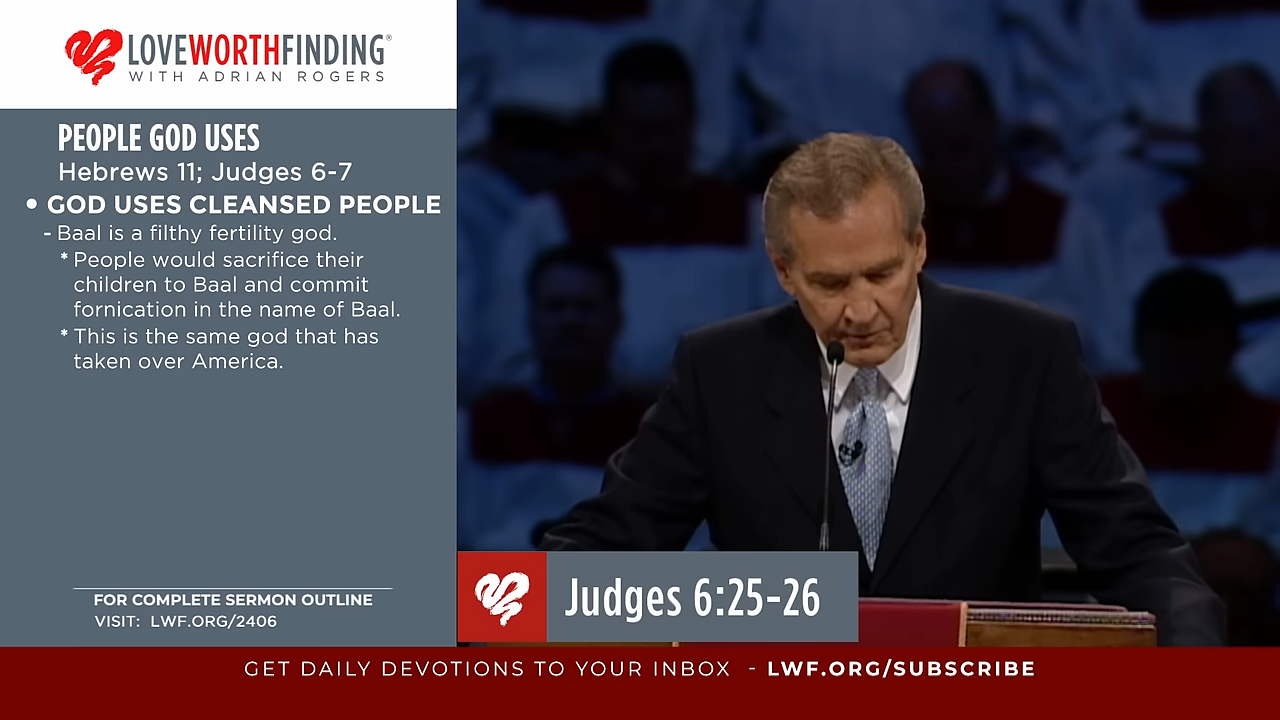 LOVEWORTHFINDING®
WITH ADRIAN ROGERS
PEOPLE GOD USES
Hebrews 11; Judges 6-7
• GOD USES CLEANSED PEOPLE
- Baal is a filthy fertility god.
* People would sacrifice their
children to Baal and commit
fornication in the name of Baal.
* This is the same god that has
taken over America.
FOR COMPLETE SERMON OUTLINE
VISIT: LWF.ORG/2406
Judges 6:25-26
GET DAILY DEVOTIONS TO YOUR INBOX - LWF.ORG/SUBSCRIBE